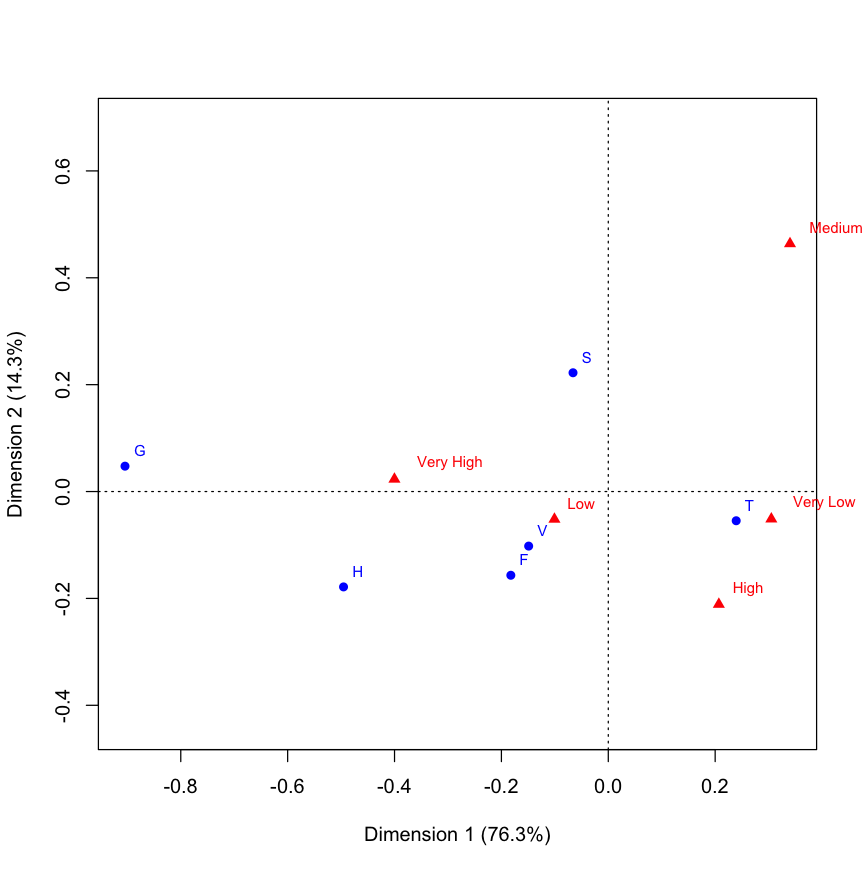 0.6
Medium
0.4
S
0.2
G
Very High
0.0
Low
Very Low
T
V
F
H
High
-0.2
-0.4
Dimension 2 (14.3%)
-0.8 -0.6 -0.4 -0.2 0.0 0.2
Dimension 1 (76.3%)